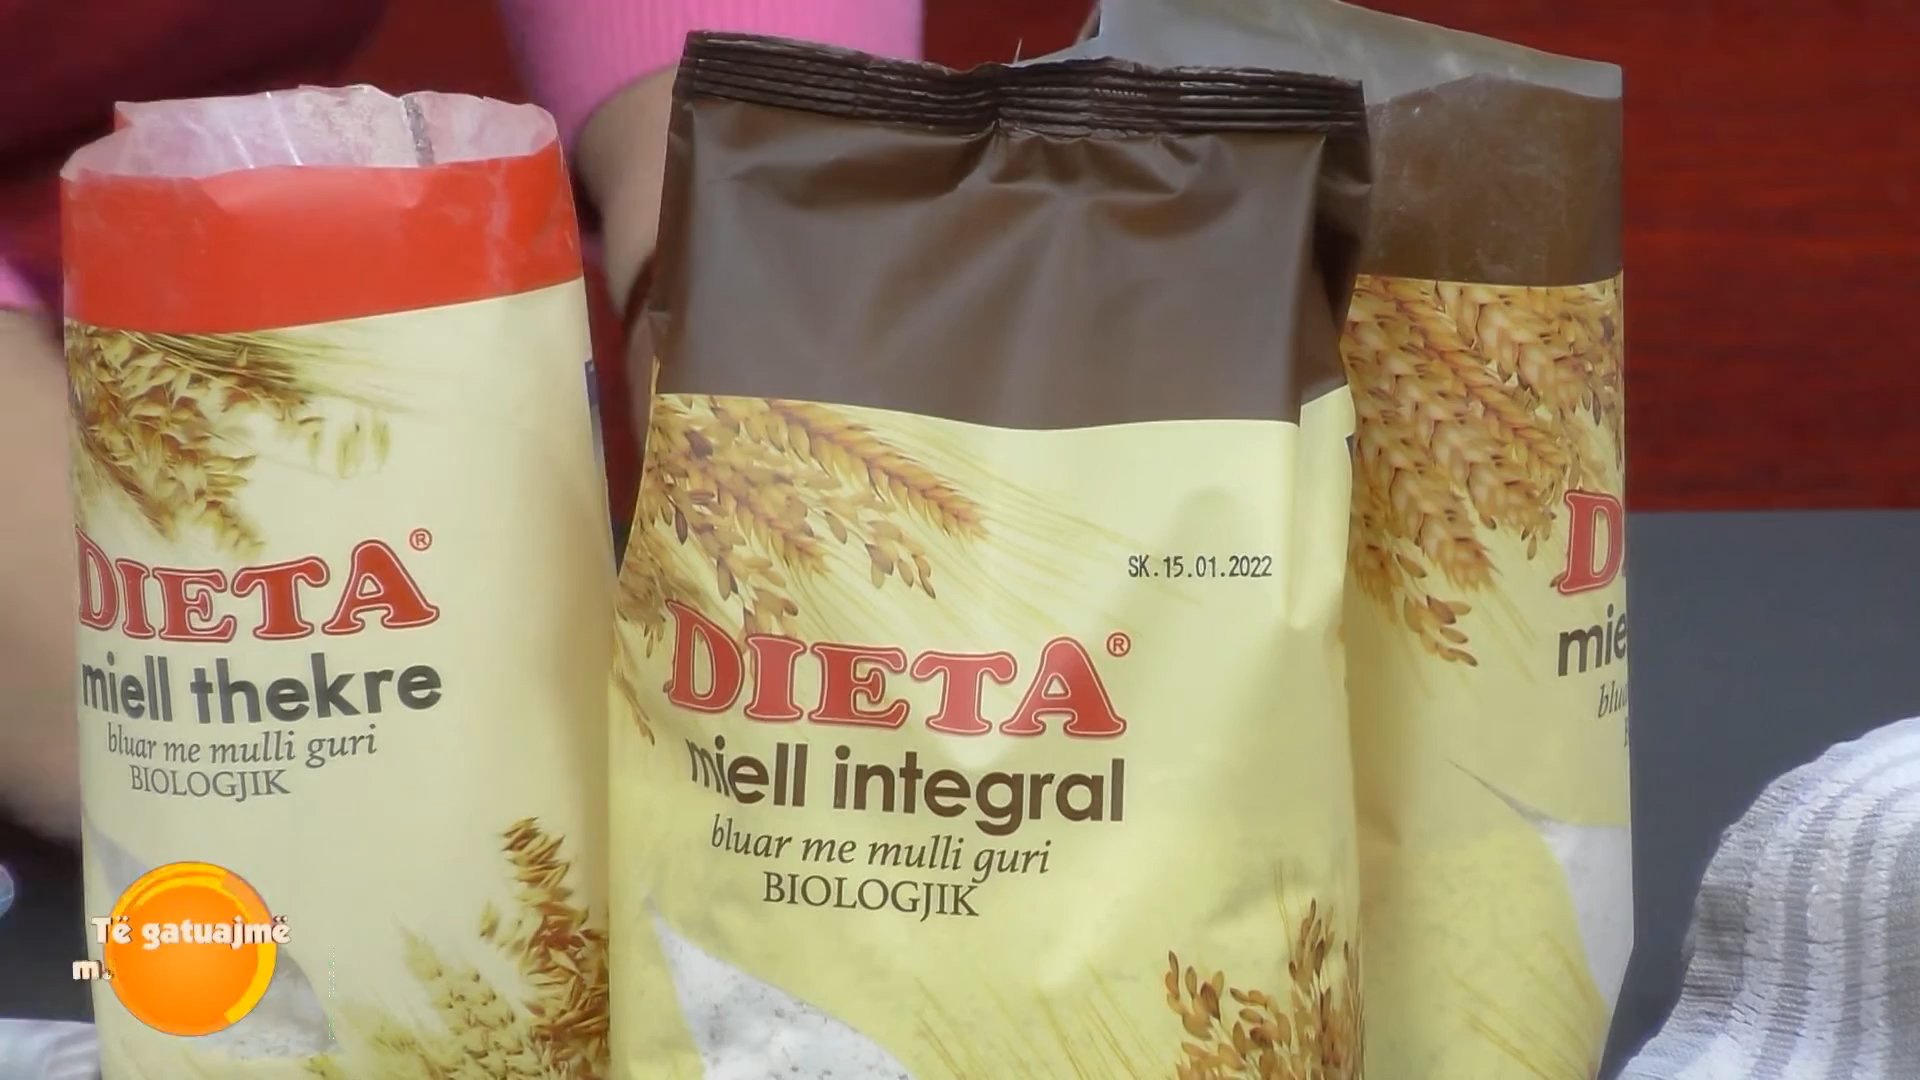 DIETA®
miell thekre
bluar me mulli guri
BIOLOGJIK
SK.15.01.2022
DIETA®
miell integral
bluar me mulli guri
BIOLOGJIK
Të gatuajmë